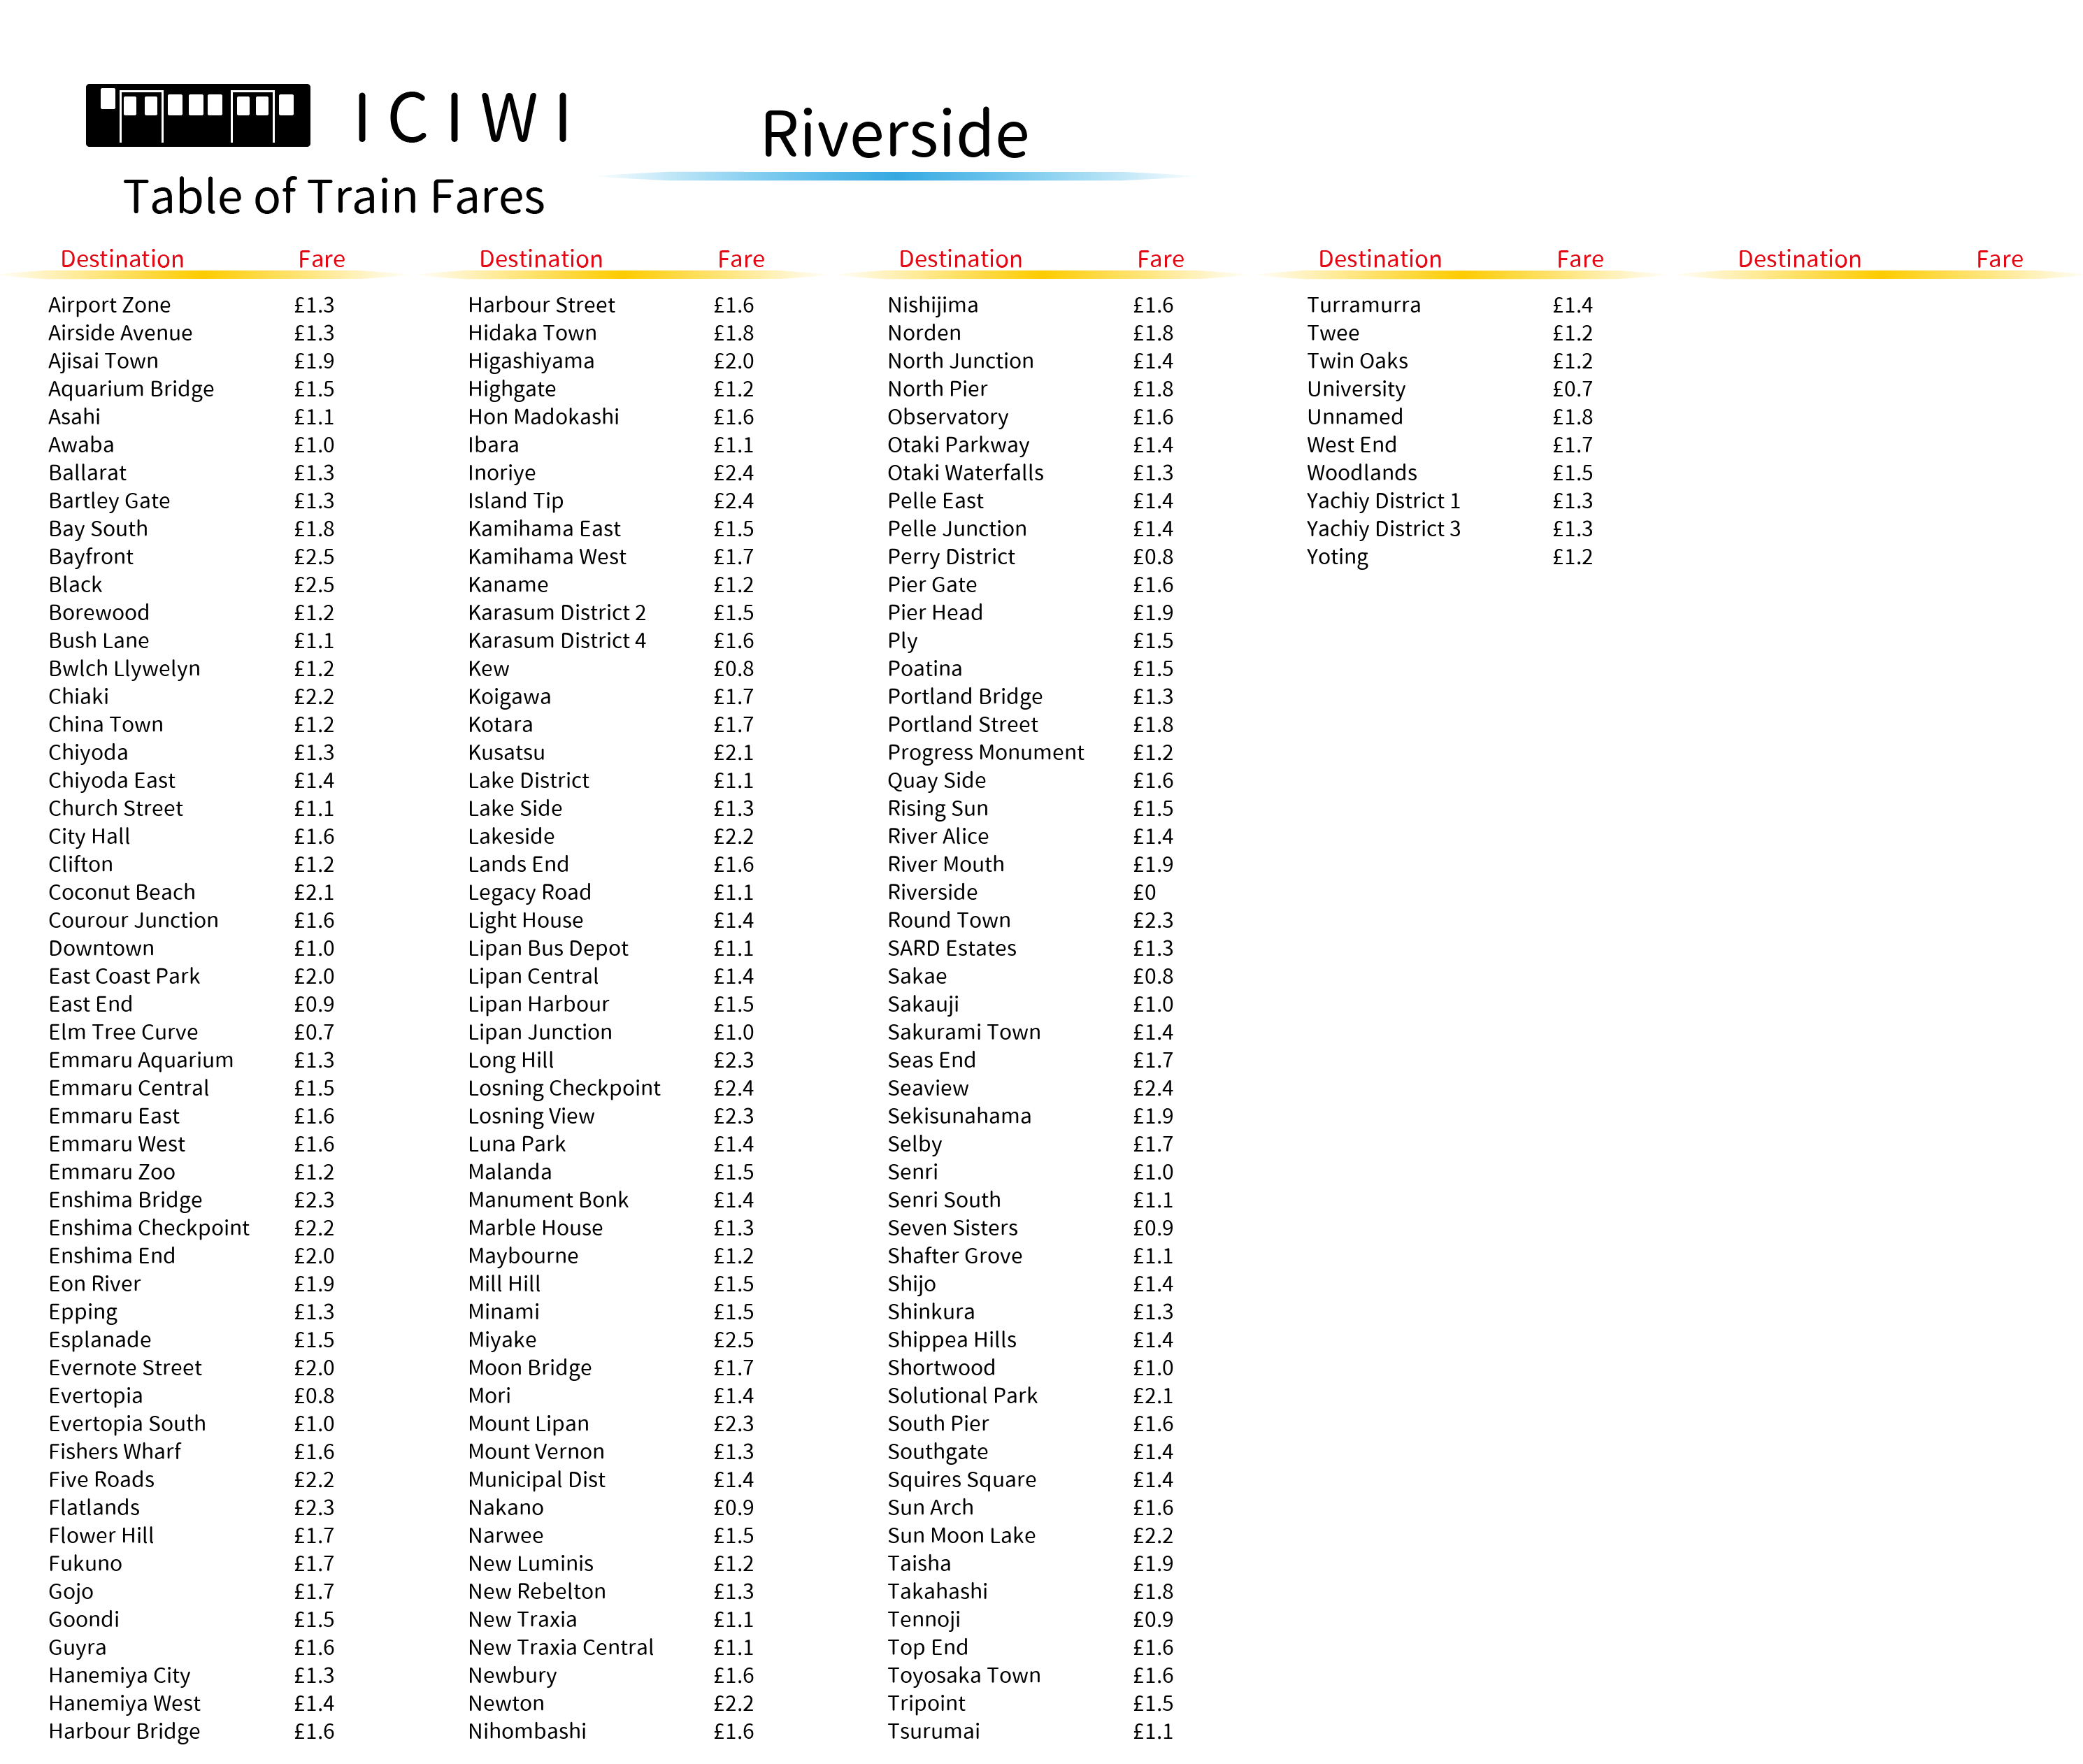 ICIWI
Riverside
Table of Train Fares
Destination Fare
Airport Zone £1.3
Airside Avenue £1.3
Ajisai Town £1.9
Aquarium Bridge £1.5
Asahi £1.1
Awaba £1.0
Ballarat £1.3
Bartley Gate £1.3
Bay South £1.8
Bayfront £2.5
Black £2.5
Borewood £1.2
Bush Lane £1.1
Bwlch Llywelyn £1.2
Chiaki £2.2
China Town £1.2
Chiyoda £1.3
Chiyoda East £1.4
Church Street £1.1
City Hall £1.6
Clifton £1.2
Coconut Beach £2.1
Courour Junction £1.6
Downtown £1.0
East Coast Park £2.0
East End £0.9
Elm Tree Curve £0.7
Emmaru Aquarium £1.3
Emmaru Central £1.5
Emmaru East £1.6
Emmaru West £1.6
Emmaru Zoo £1.2
Enshima Bridge £2.3
Enshima Checkpoint £2.2
Enshima End £2.0
Eon River £1.9
Epping £1.3
Esplanade £1.5
Evernote Street £2.0
Evertopia £0.8
Evertopia South £1.0
Fishers Wharf £1.6
Five Roads £2.2
Flatlands £2.3
Flower Hill £1.7
Fukuno £1.7
Gojo £1.7
Goondi £1.5
Guyra £1.6
Hanemiya City £1.3
Hanemiya West £1.4
Harbour Bridge £1.6
Destination Fare
Harbour Street £1.6
Hidaka Town £1.8
Higashiyama £2.0
Highgate £1.2
Hon Madokashi £1.6
Ibara £1.1
Inoriye £2.4
Island Tip £2.4
Kamihama East £1.5
Kamihama West £1.7
Kaname £1.2
Karasum District 2 £1.5
Karasum District 4 £1.6
Kew £0.8
Koigawa £1.7
Kotara £1.7
Kusatsu £2.1
Lake District £1.1
Lake Side £1.3
Lakeside £2.2
Lands End £1.6
Legacy Road £1.1
Light House £1.4
Lipan Bus Depot £1.1
Lipan Central £1.4
Lipan Harbour £1.5
Lipan Junction £1.0
Long Hill £2.3
Losning Checkpoint £2.4
Losning View £2.3
Luna Park £1.4
Malanda £1.5
Manument Bonk £1.4
Marble House £1.3
Maybourne £1.2
Mill Hill £1.5
Minami £1.5
Miyake £2.5
Moon Bridge £1.7
Mori £1.4
Mount Lipan £2.3
Mount Vernon £1.3
Municipal Dist £1.4
Nakano £0.9
Narwee £1.5
New Luminis £1.2
New Rebelton £1.3
New Traxia £1.1
New Traxia Central £1.1
Newbury £1.6
Newton £2.2
Nihombashi £1.6
Destination Fare
Nishijima £1.6
Norden £1.8
North Junction £1.4
North Pier £1.8
Observatory £1.6
Otaki Parkway £1.4
Otaki Waterfalls £1.3
Pelle East £1.4
Pelle Junction £1.4
Perry District £0.8
Pier Gate £1.6
Pier Head £1.9
Ply £1.5
Poatina £1.5
Portland Bridge £1.3
Portland Street £1.8
Progress Monument £1.2
Quay Side £1.6
Rising Sun £1.5
River Alice £1.4
River Mouth £1.9
Riverside £0
Round Town £2.3
SARD Estates £1.3
Sakae £0.8
Sakauji £1.0
Sakurami Town £1.4
Seas End £1.7
Seaview £2.4
Sekisunahama £1.9
Selby £1.7
Senri £1.0
Senri South £1.1
Seven Sisters £0.9
Shafter Grove £1.1
Shijo £1.4
Shinkura £1.3
Shippea Hills £1.4
Shortwood £1.0
Solutional Park £2.1
South Pier £1.6
Southgate £1.4
Squires Square £1.4
Sun Arch £1.6
Sun Moon Lake £2.2
Taisha £1.9
Takahashi £1.8
Tennoji £0.9
Top End £1.6
Toyosaka Town £1.6
Tripoint £1.5
Tsurumai £1.1
Destination Fare
Turramurra £1.4
Twee £1.2
Twin Oaks £1.2
University £0.7
Unnamed £1.8
West End £1.7
Woodlands £1.5
Yachiy District 1 £1.3
Yachiy District 3 £1.3
Yoting £1.2
Destination Fare